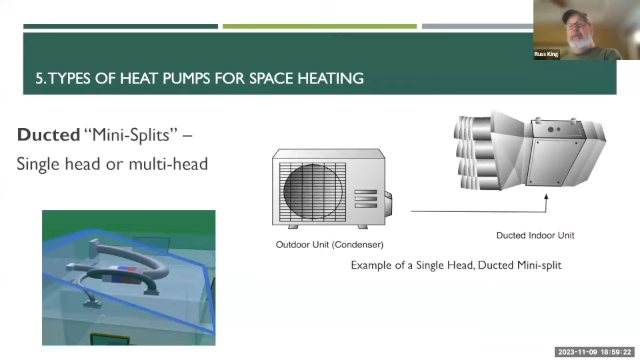 Russ King
5. TYPES OF HEAT PUMPS FOR SPACE HEATING
Ducted “Mini-Splits” –
Single head or multi-head
Outdoor Unit (Condenser)
Ducted Indoor Unit
Example of a Single Head, Ducted Mini-split
2023-11-09 18:59:22